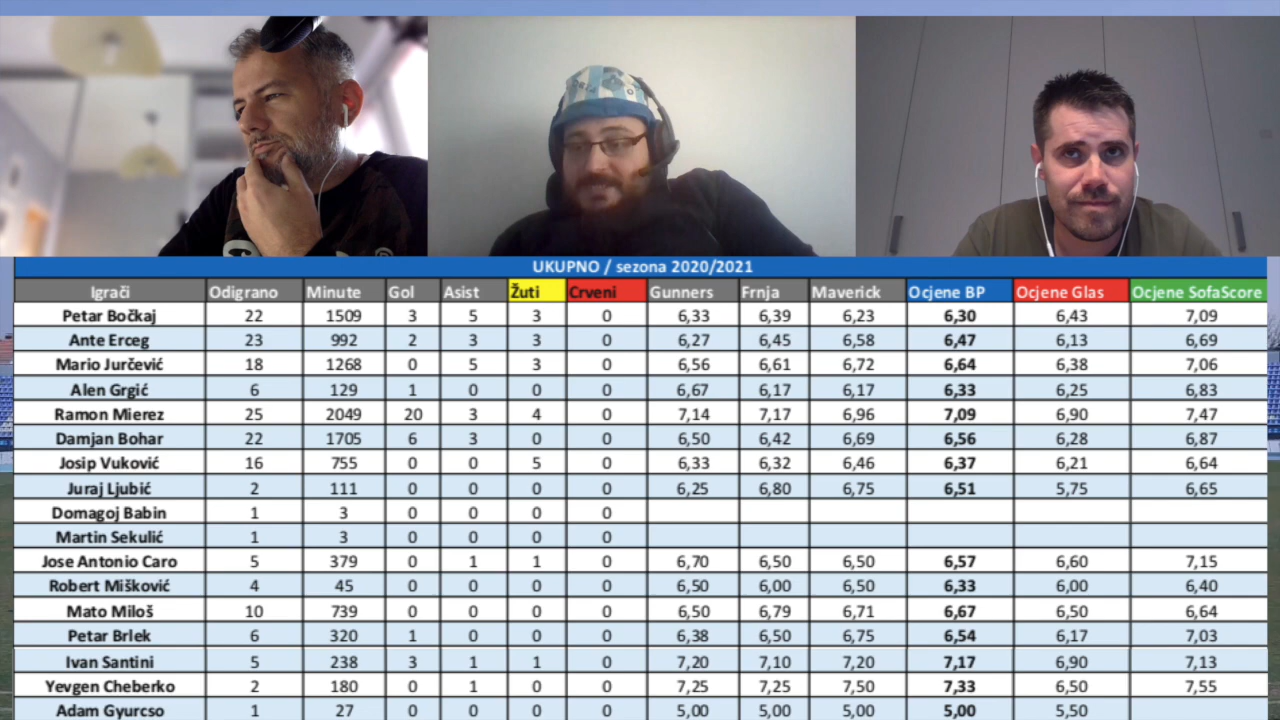 UKUPNO / sezona 2020/2021
Igrači Odigrano Minute Gol Asist Žuti Crveni Gunners Frnja Maverick Ocjene BP Ocjene Glas Ocjene SofaScore
Petar Bočkaj 22 1509 3 5 3 0 6,33 6,39 6,23 6,30 6,43 7,09
Ante Erceg 23 992 2 3 3 0 6,27 6,45 6,58 6,47 6,13 6,69
Mario Jurčević 18 1268 0 5 3 0 6,56 6,61 6,72 6,64 6,38 7,06
Alen Grgić 6 129 1 0 0 0 6,67 6,17 6,17 6,33 6,25 6,83
Ramon Mierez 25 2049 20 3 4 0 7,14 7,17 6,96 7,09 6,90 7,47
Damjan Bohar 22 1705 6 3 0 0 6,50 6,42 6,69 6,56 6,28 6,87
Josip Vuković 16 755 0 0 5 0 6,33 6,32 6,46 6,37 6,21 6,64
Juraj Ljubić 2 111 0 0 0 0 6,25 6,80 6,75 6,51 5,75 6,65
Domagoj Babin 1 3 0 0 0 0
Martin Sekulić 1 3 0 0 0 0
Jose Antonio Caro 5 379 0 1 1 0 6,70 6,50 6,50 6,57 6,60 7,15
Robert Mišković 4 45 0 0 0 0 6,50 6,00 6,50 6,33 6,00 6,40
Mato Miloš 10 739 0 0 0 0 6,50 6,79 6,71 6,67 6,50 6,64
Petar Brlek 6 320 1 0 0 0 6,38 6,50 6,75 6,54 6,17 7,03
Ivan Santini 5 238 3 1 1 0 7,20 7,10 7,20 7,17 6,90 7,13
Yevgen Cheberko 2 180 0 1 0 0 7,25 7,25 7,50 7,33 6,50 7,55
Adam Gyurcso 1 27 0 0 0 0 5,00 5,00 5,00 5,00 5,50